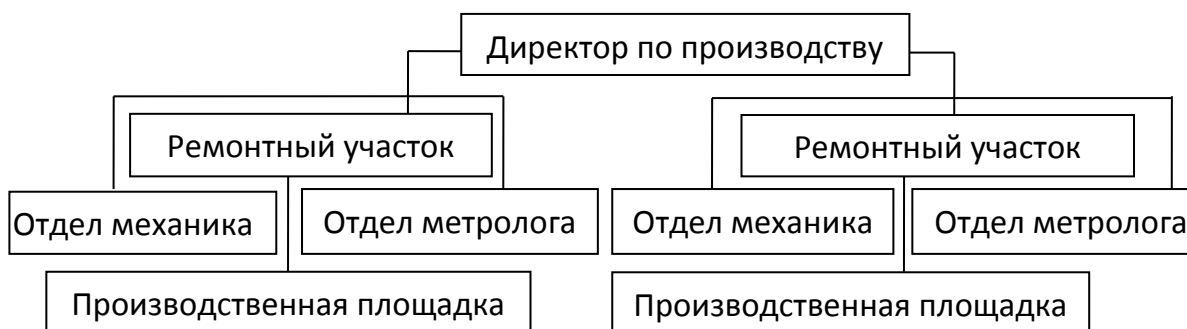 Директор по производству
Ремонтный участок
Ремонтный участок
Отдел механика
Отдел метролога
Отдел механика
Отдел метролога
Производственная площадка
Производственная площадка